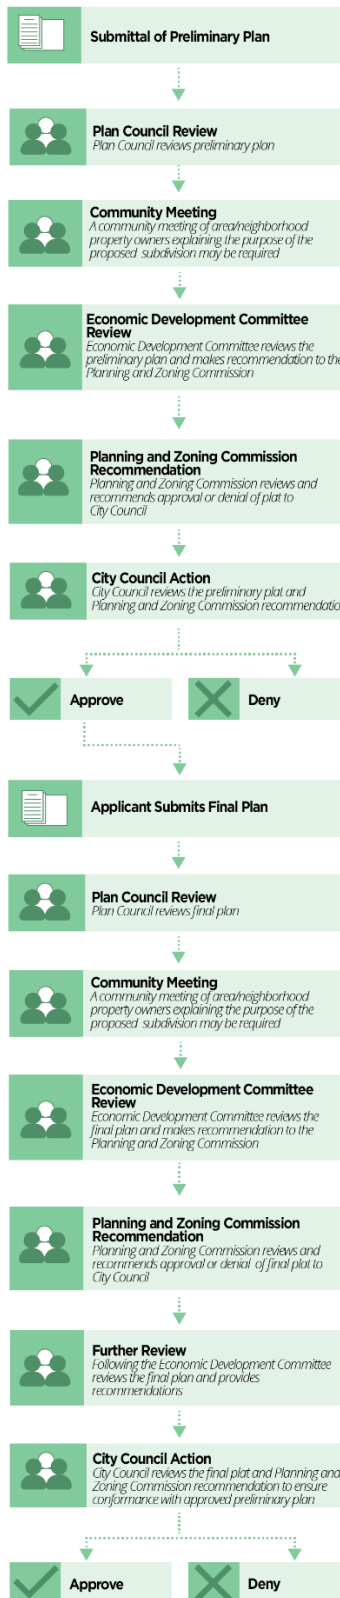 Submittal of Preliminary Plan
Plan Council Review
Plan Council reviews preliminary plan
Community Meeting
A community meeting of area/neighborhood
property owners explaining the purpose of the
proposed subdivision may be required
Economic Development Committee
Review
Economic Development Committee reviews the
preliminary plan and makes recommendation to the
Planning and Zoning Commission
Planning and Zoning Commission
Recommendation
Planning and Zoning Commission reviews and
recommends approval or denial of plat to
City Council
City Council Action
City Council reviews the preliminary plat and
Planning and Zoning Commission recommendatio
Approve
Deny
Applicant Submits Final Plan
Plan Council Review
Plan Council reviews final plan
Community Meeting
A community meeting of area/neighborhood
property owners explaining the purpose of the
proposed subdivision may be required
Economic Development Committee
Review
Economic Development Committee reviews the
final plan and makes recommendation to the
Planning and Zoning Commission
Planning and Zoning Commission
Recommendation
Planning and Zoning Commission reviews and
recommends approval or denial of final plat to
City Council
Further Review
Following the Economic Development Committee
reviews the final plan and provides
recommendations
City Council Action
City Council reviews the final plat and Planning and
Zoning Commission recommendation to ensure
conformance with approved preliminary plan
Approve
Deny